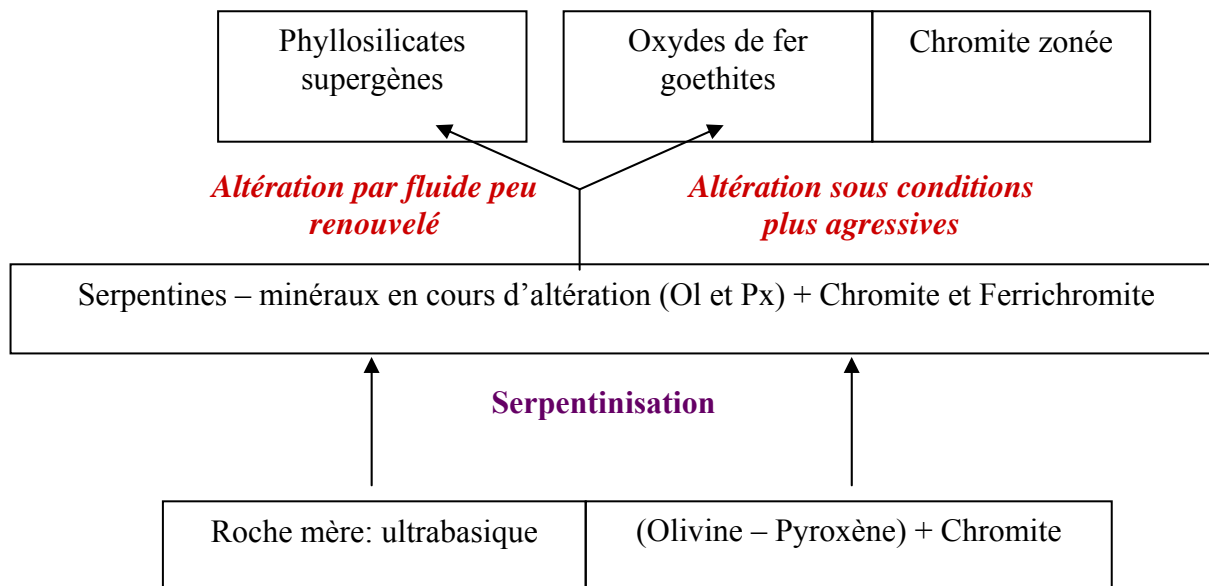 Phyllosilicates
supergènes
Oxydes de fer
goethites
Chromite zonée
Altération par fluide peu
renouvelé
Altération sous conditions
plus agressives
Serpentines – minéraux en cours d’altération (Ol et Px) + Chromite et Ferrichromite
Serpentinisation
Roche mère: ultrabasique
(Olivine – Pyroxène) + Chromite